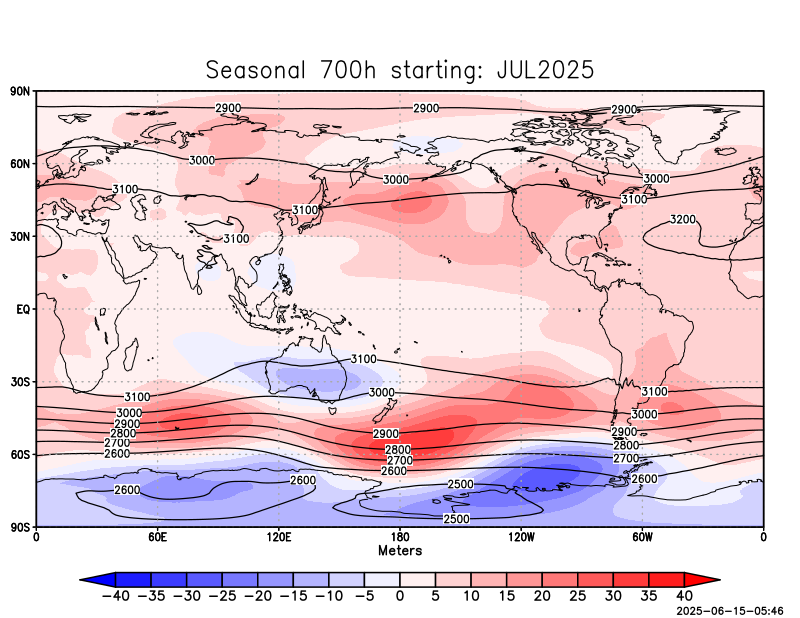 Seasonal 700h starting: JUL2025
90N
2900 2900 2900
60N
3000 3000 3000
3100 3100 3100
3200
30N
3100
EQ
3100
30S
3100 3000 3100
3000 3000
2900 2900 2900
2800 2800 2800
2700 2700 2700
2600 2600 2600
60S
2600 2600 2500
2500
90S
0 60E 120E 180 120W 60W 0
Meters
−40 −35 −30 −25 −20 −15 −10 −5 0 5 10 15 20 25 30 35 40
2025-06-15-05:46